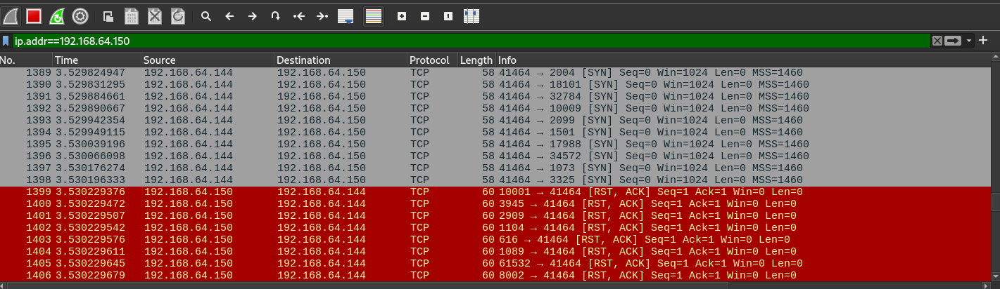 ip.addr==192.168.64.150
No. Time Source Destination Protocol Length Info
1389 3.529824947 192.168.64.144 192.168.64.150 TCP 58 41464 → 2004 [SYN] Seq=0 Win=1024 Len=0 MSS=1460
1390 3.529831295 192.168.64.144 192.168.64.150 TCP 58 41464 → 18101 [SYN] Seq=0 Win=1024 Len=0 MSS=1460
1391 3.529884661 192.168.64.144 192.168.64.150 TCP 58 41464 → 32784 [SYN] Seq=0 Win=1024 Len=0 MSS=1460
1392 3.529890667 192.168.64.144 192.168.64.150 TCP 58 41464 → 10009 [SYN] Seq=0 Win=1024 Len=0 MSS=1460
1393 3.529942354 192.168.64.144 192.168.64.150 TCP 58 41464 → 2099 [SYN] Seq=0 Win=1024 Len=0 MSS=1460
1394 3.529949115 192.168.64.144 192.168.64.150 TCP 58 41464 → 1501 [SYN] Seq=0 Win=1024 Len=0 MSS=1460
1395 3.530039196 192.168.64.144 192.168.64.150 TCP 58 41464 → 17988 [SYN] Seq=0 Win=1024 Len=0 MSS=1460
1396 3.530066098 192.168.64.144 192.168.64.150 TCP 58 41464 → 34572 [SYN] Seq=0 Win=1024 Len=0 MSS=1460
1397 3.530176274 192.168.64.144 192.168.64.150 TCP 58 41464 → 1073 [SYN] Seq=0 Win=1024 Len=0 MSS=1460
1398 3.530196333 192.168.64.144 192.168.64.150 TCP 58 41464 → 3325 [SYN] Seq=0 Win=1024 Len=0 MSS=1460
1399 3.530229376 192.168.64.150 192.168.64.144 TCP 60 10001 → 41464 [RST, ACK] Seq=1 Ack=1 Win=0 Len=0
1400 3.530229472 192.168.64.150 192.168.64.144 TCP 60 3945 → 41464 [RST, ACK] Seq=1 Ack=1 Win=0 Len=0
1401 3.530229507 192.168.64.150 192.168.64.144 TCP 60 2909 → 41464 [RST, ACK] Seq=1 Ack=1 Win=0 Len=0
1402 3.530229542 192.168.64.150 192.168.64.144 TCP 60 1104 → 41464 [RST, ACK] Seq=1 Ack=1 Win=0 Len=0
1403 3.530229576 192.168.64.150 192.168.64.144 TCP 60 616 → 41464 [RST, ACK] Seq=1 Ack=1 Win=0 Len=0
1404 3.530229611 192.168.64.150 192.168.64.144 TCP 60 1089 → 41464 [RST, ACK] Seq=1 Ack=1 Win=0 Len=0
1405 3.530229645 192.168.64.150 192.168.64.144 TCP 60 61532 → 41464 [RST, ACK] Seq=1 Ack=1 Win=0 Len=0
1406 3.530229679 192.168.64.150 192.168.64.144 TCP 60 8002 → 41464 [RST, ACK] Seq=1 Ack=1 Win=0 Len=0